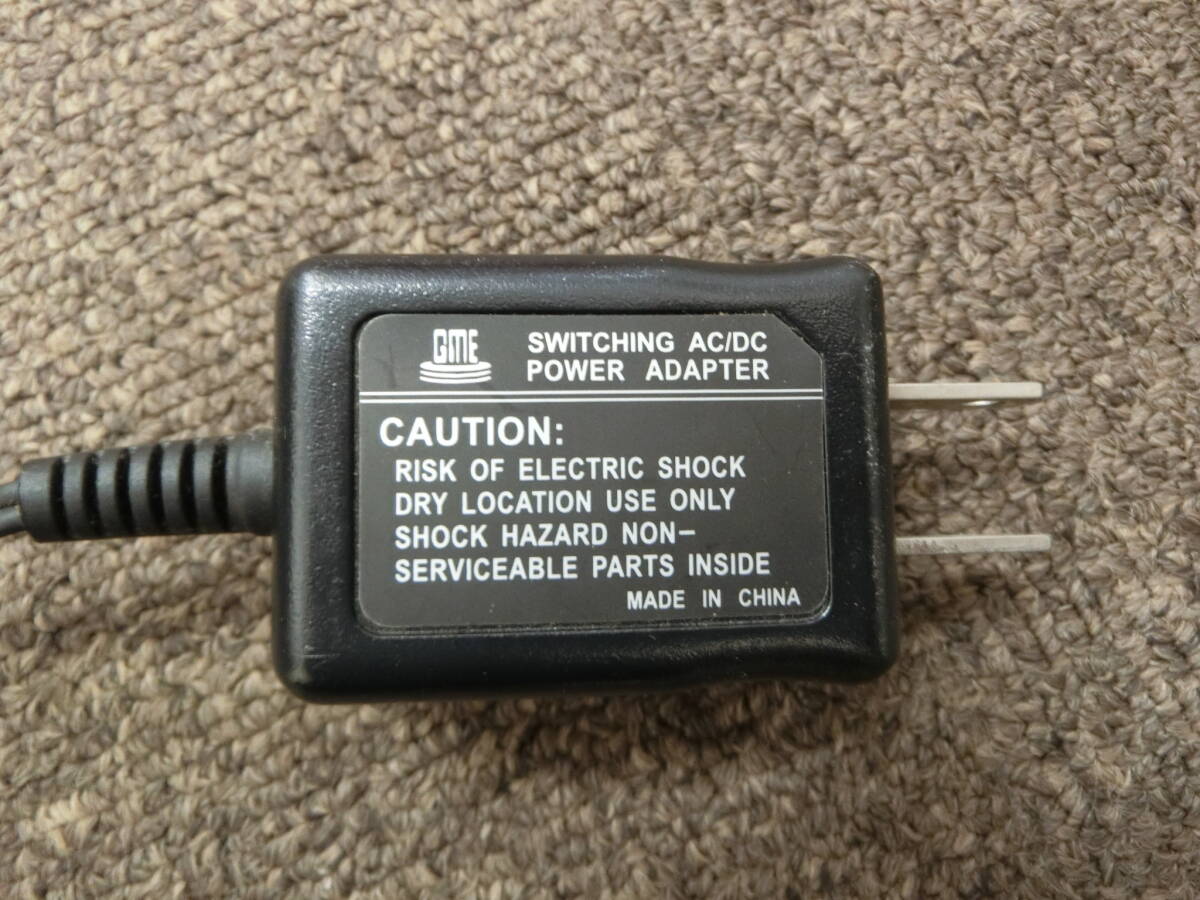 GME
SWITCHING AC/DC
POWER ADAPTER
CAUTION:
RISK OF ELECTRIC SHOCK
DRY LOCATION USE ONLY
SHOCK HAZARD NON-
SERVICEABLE PARTS INSIDE
MADE IN CHINA